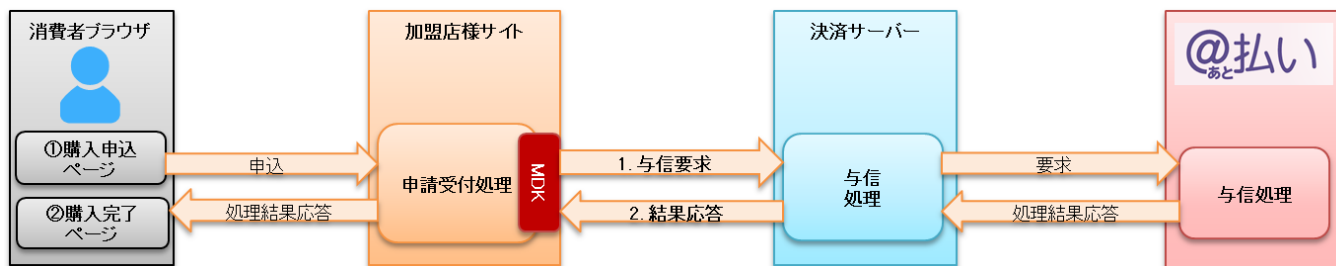 消費者ブラウザ
①購入申込
ページ
②購入完了
ページ
申込
処理結果応答
加盟店様サイト
申請受付処理
MDK
1. 与信要求
2. 結果応答
決済サーバー
与信
処理
要求
処理結果応答
@払い
あと
与信処理